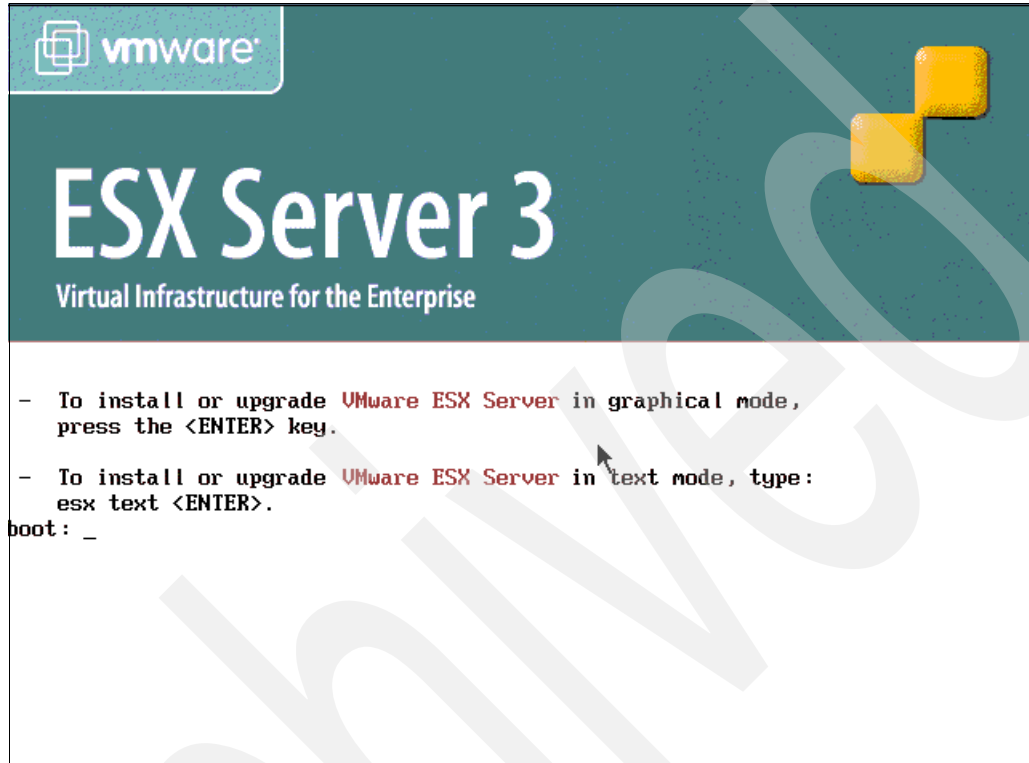 vmware
ESX Server 3
Virtual Infrastructure for the Enterprise
- To install or upgrade VMware ESX Server in graphical mode,
press the <ENTER> key.
- To install or upgrade VMware ESX Server in text mode, type:
esx text <ENTER>.
boot: _